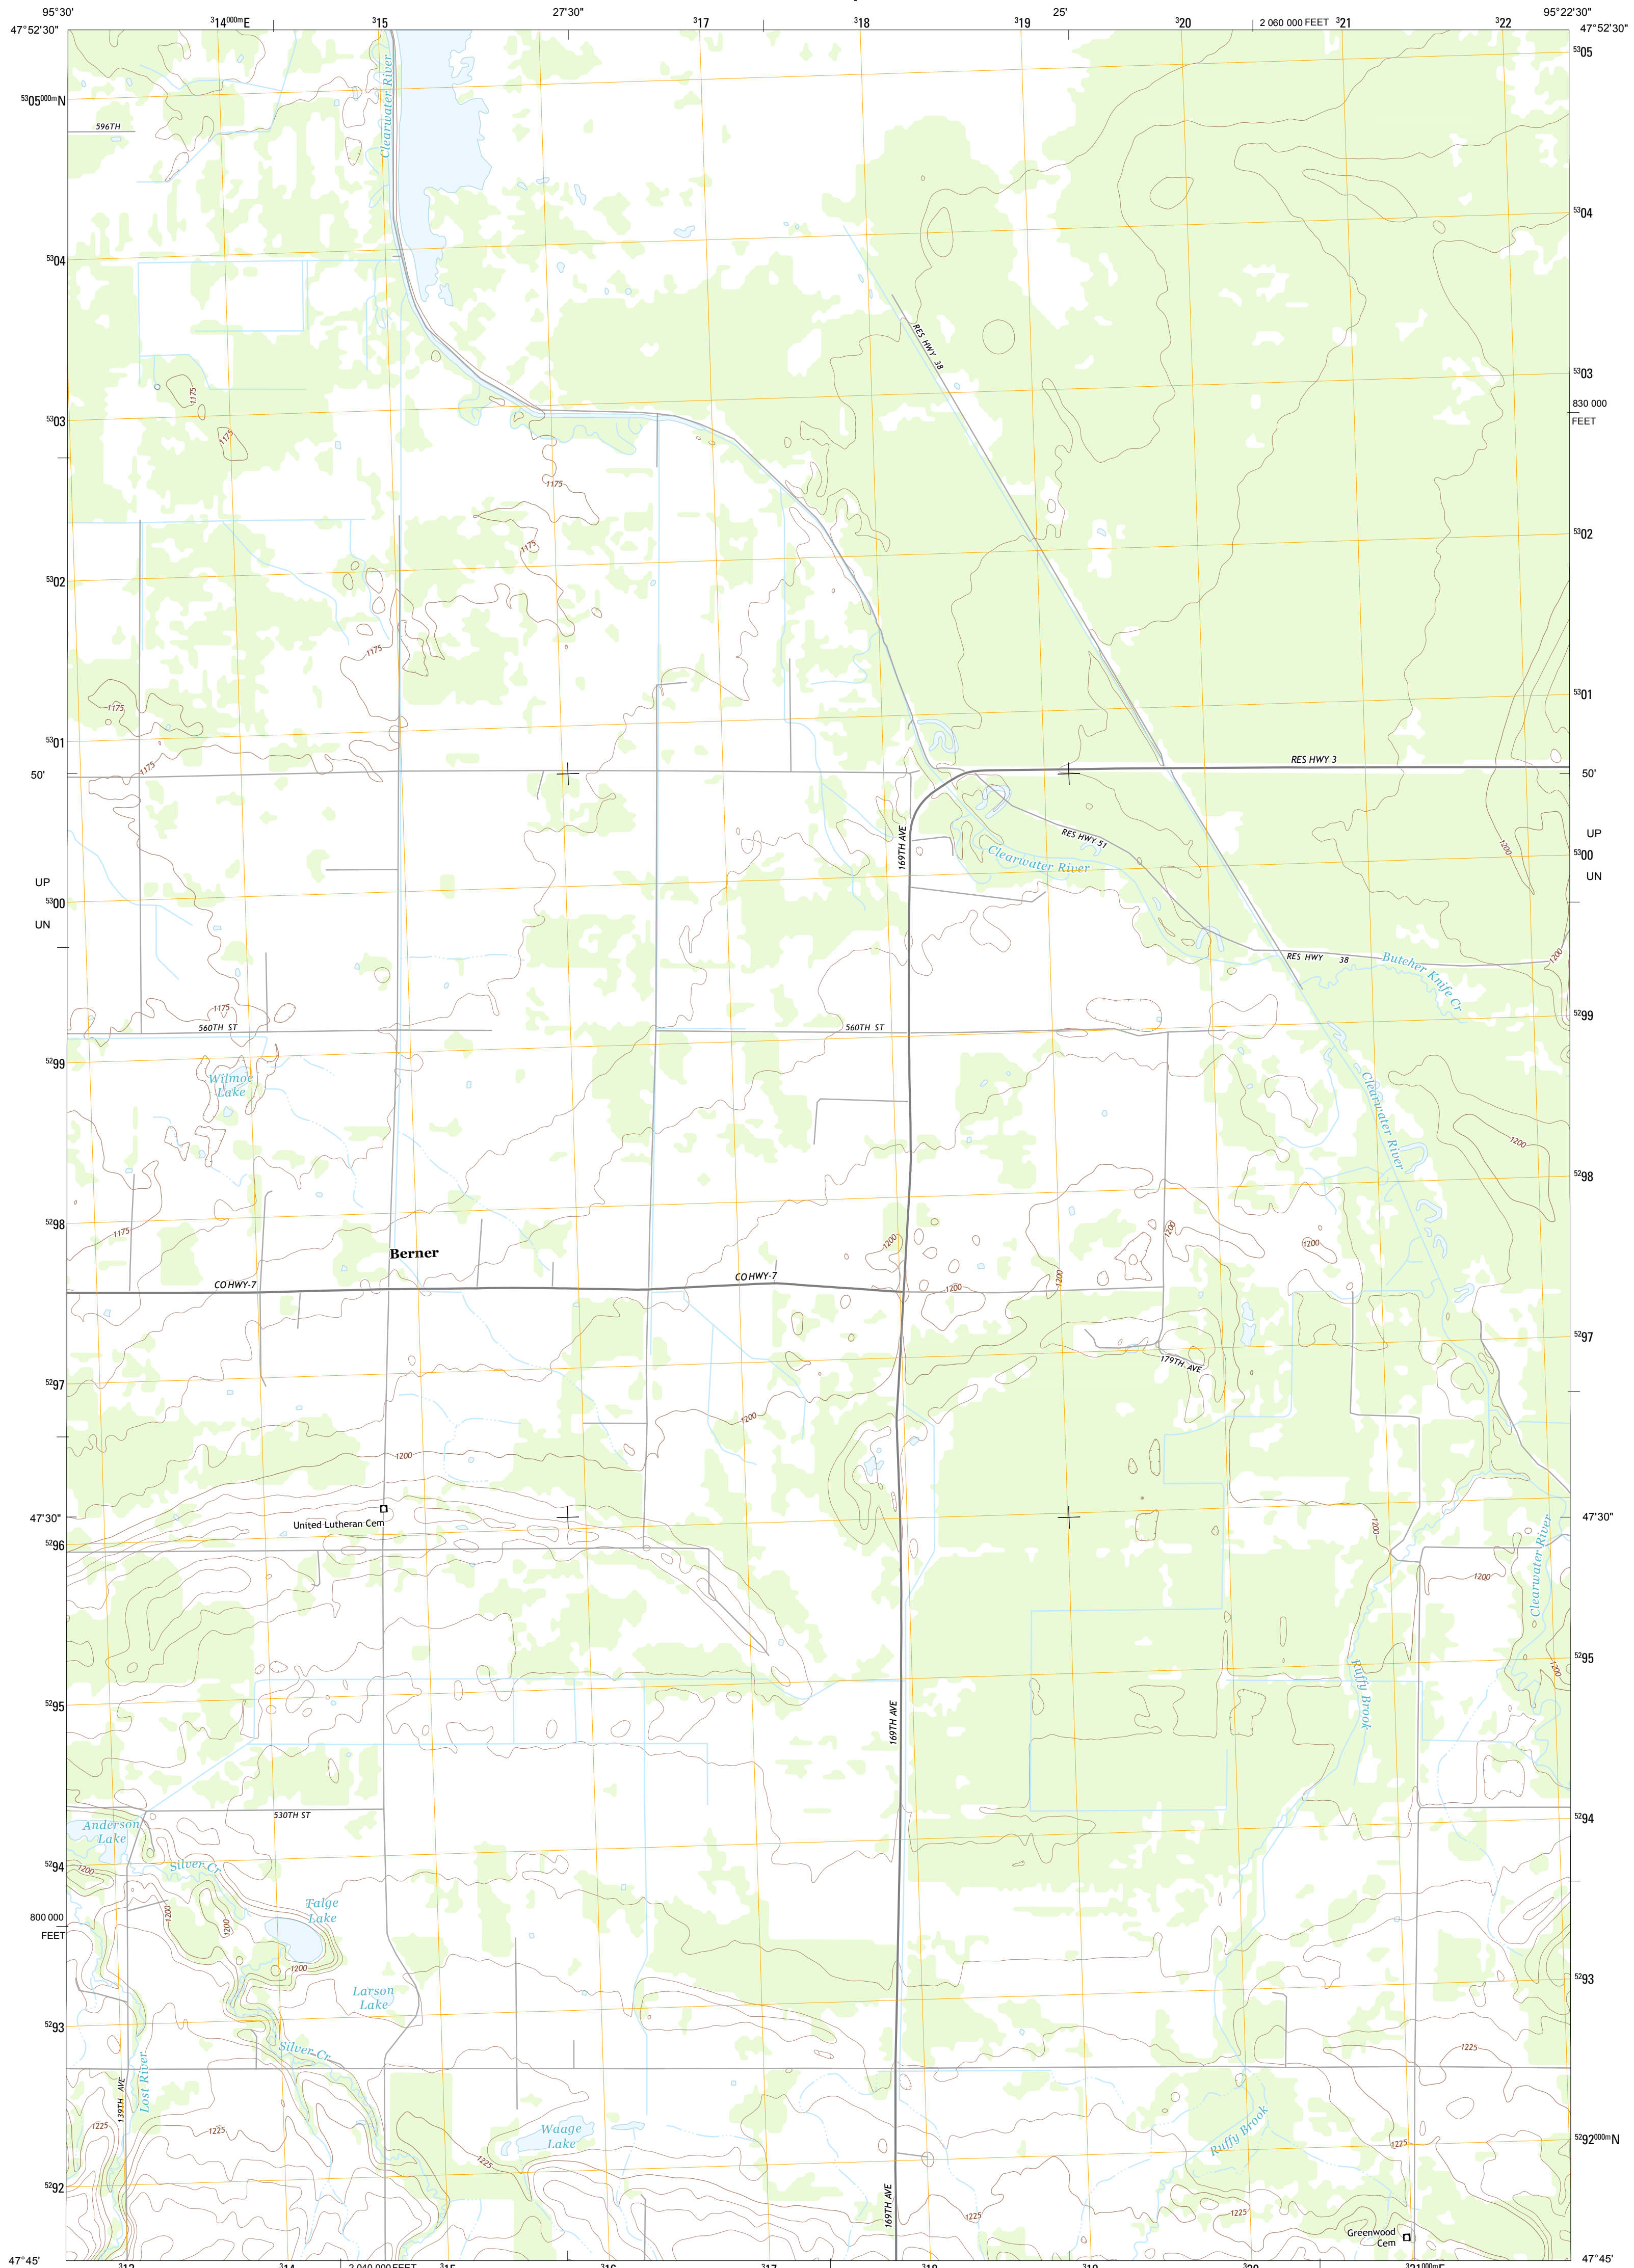 95°30'
³14⁰⁰⁰ᵐE
315
27'30"
317
318
319
25'
320
2 060 000 FEET
321
322
95°22'30"
47°52'30"
47°52'30"
5305
5305⁰⁰⁰ᵐN
596TH
Clearwater River
5304
5304
RES HWY 38
5303
830 000
FEET
1175
5303
1175
1175
5302
1175
5302
1175
5301
1175
5301
1175
50'
RES HWY 3
50'
169TH AVE
RES HWY 51
UP
5300
UN
1200
Clearwater River
UP
5300
UN
RES HWY 38
Butcher Knife Cr
1200
1175
560TH ST
560TH ST
5299
5299
Wilmoe
Lake
Clearwater River
1200
5298
5298
1175
Berner
1200
1200
1200
CO HWY-7
CO HWY-7
1200
1200
5297
179TH AVE
5297
1200
1200
United Lutheran Cem
47'30"
47'30"
1200
5296
Clearwater River
1200
Ruffy Brook
5295
1200
5295
169TH AVE
530TH ST
5294
Anderson
Lake
5294
1200
Silver Cr
Talge
Lake
1200
1200
800 000
FEET
1200
5293
Larson
Lake
5293
Silver Cr
1225
Lost River
139TH AVE
1225
1225
Waage
Lake
Ruffy Brook
1225
5292⁰⁰⁰ᵐN
1225
5292
169TH AVE
1225
1225
Greenwood
Cem
47°45'
47°45'
2 040 000 FEET